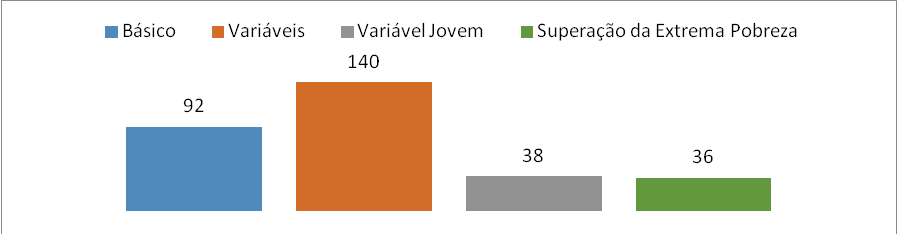 Básico Variáveis Variável Jovem Superação da Extrema Pobreza
140
92
38
36